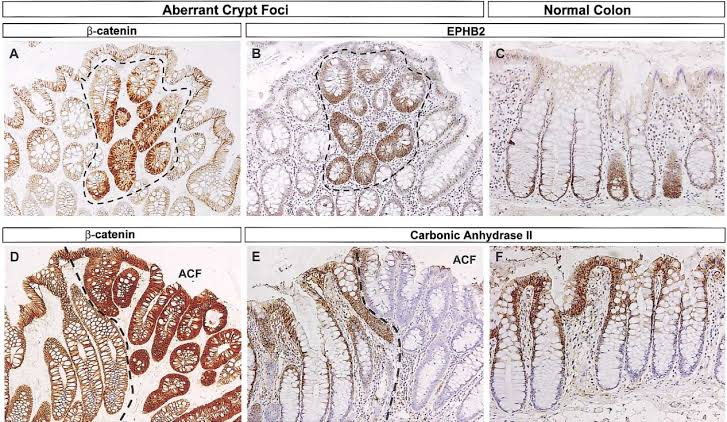 Aberrant Crypt Foci
Normal Colon
β-catenin
EPHB2
A
B
C
β-catenin
Carbonic Anhydrase II
D
ACF
E
ACF
F